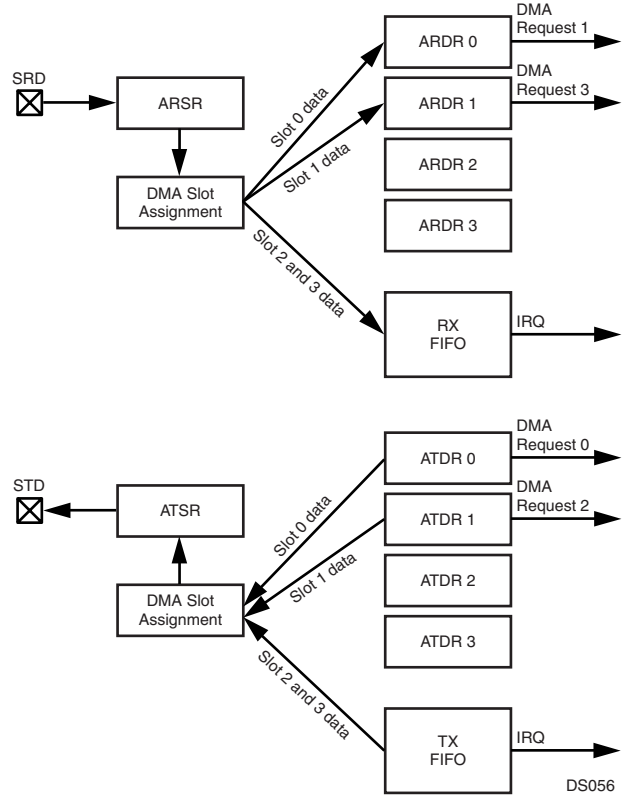 DMA
Request 1
ARDR 0
SRD
ARSR
DMA
Request 3
ARDR 1
Slot 0 data
Slot 1 data
ARDR 2
DMA Slot
Assignment
ARDR 3
Slot 2 and 3 data
RX
FIFO
IRQ
DMA
Request 0
ATDR 0
STD
ATSR
DMA
Request 2
ATDR 1
Slot 0 data
Slot 1 data
ATDR 2
DMA Slot
Assignment
ATDR 3
Slot 2 and 3 data
TX
FIFO
IRQ
DS056